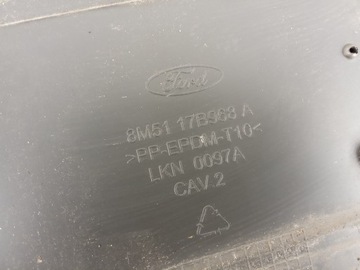 Ford
8M51 17B963 A
>PP-EPDM-T10<
LKN 0097A
CAV.2